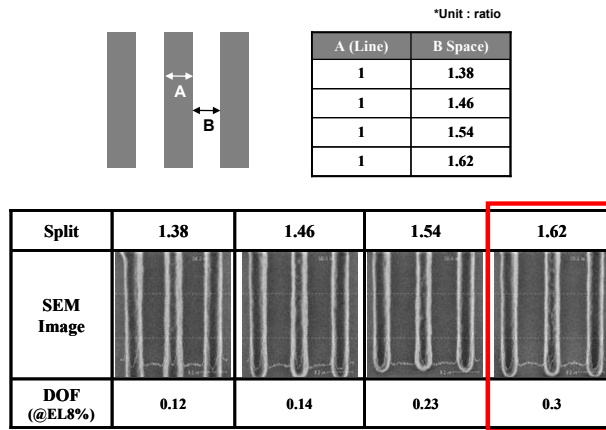 *Unit : ratio
A (Line) B Space)
1 1.38
1 1.46
1 1.54
1 1.62
A
B
Split 1.38 1.46 1.54 1.62
SEM
Image
DOF
(@EL8%) 0.12 0.14 0.23 0.3